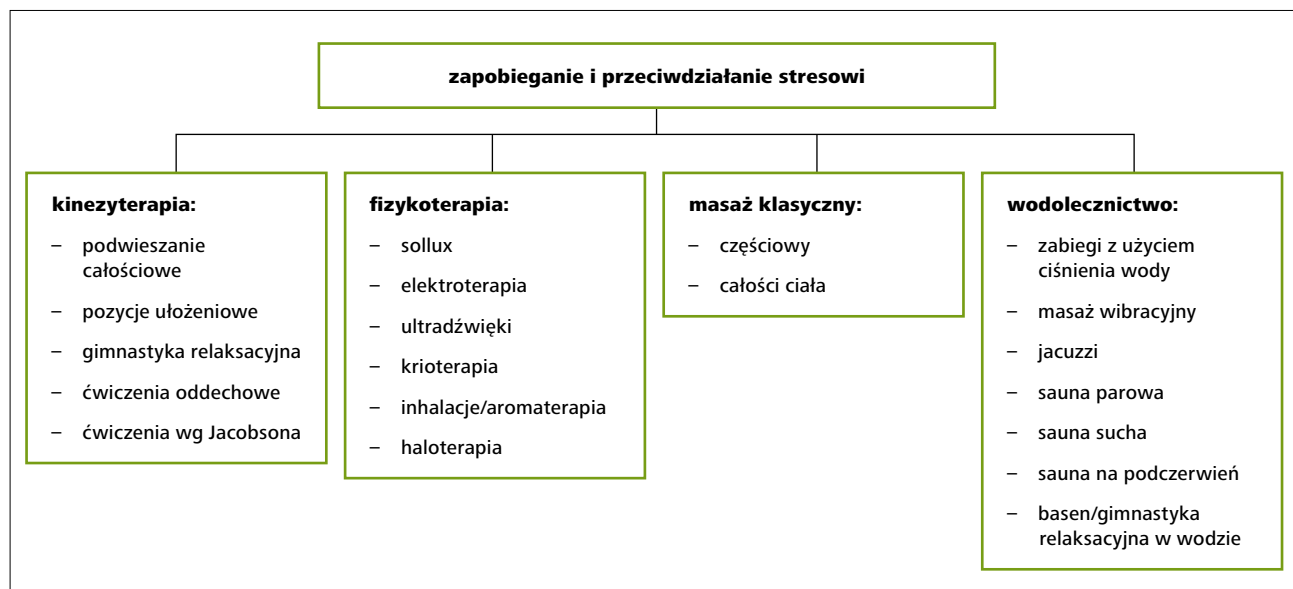 zapobieganie i przeciwdziałanie stresowi
kinezyterapia:
– podwieszanie
całościowe
– pozycje ułożeniowe
– gimnastyka relaksacyjna
– ćwiczenia oddechowe
– ćwiczenia wg Jacobsona
fizykoterapia:
– sollux
– elektroterapia
– ultradźwięki
– krioterapia
– inhalacje/aromaterapia
– haloterapia
masaż klasyczny:
– częściowy
– całości ciała
wodolecznictwo:
– zabiegi z użyciem
ciśnienia wody
– masaż wibracyjny
– jacuzzi
– sauna parowa
– sauna sucha
– sauna na podczerwień
– basen/gimnastyka
relaksacyjna w wodzie